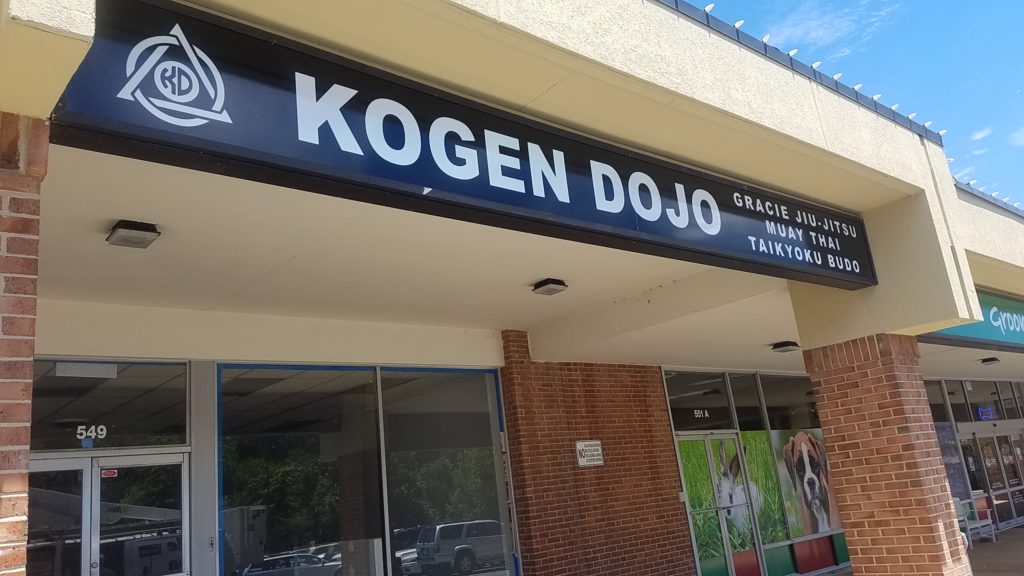 KD
KOGEN DOJO
GRACIE JIU-JITSU
MUAY THAI
TAIKYOKU BUDO
549
551 A